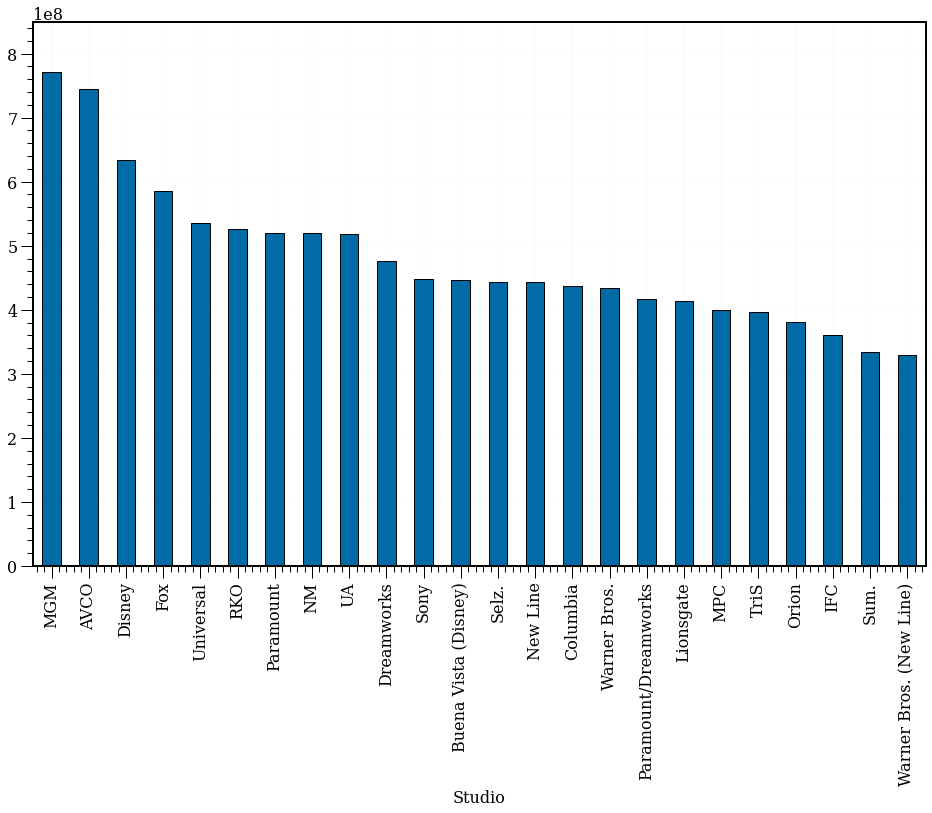 1e8
8
7
6
5
4
3
2
1
0
MGM
AVCO
Disney
Fox
Universal
RKO
Paramount
NM
UA
Dreamworks
Sony
Buena Vista (Disney)
Selz.
New Line
Columbia
Warner Bros.
Paramount/Dreamworks
Lionsgate
MPC
TriS
Orion
IFC
Sum.
Warner Bros. (New Line)
Studio